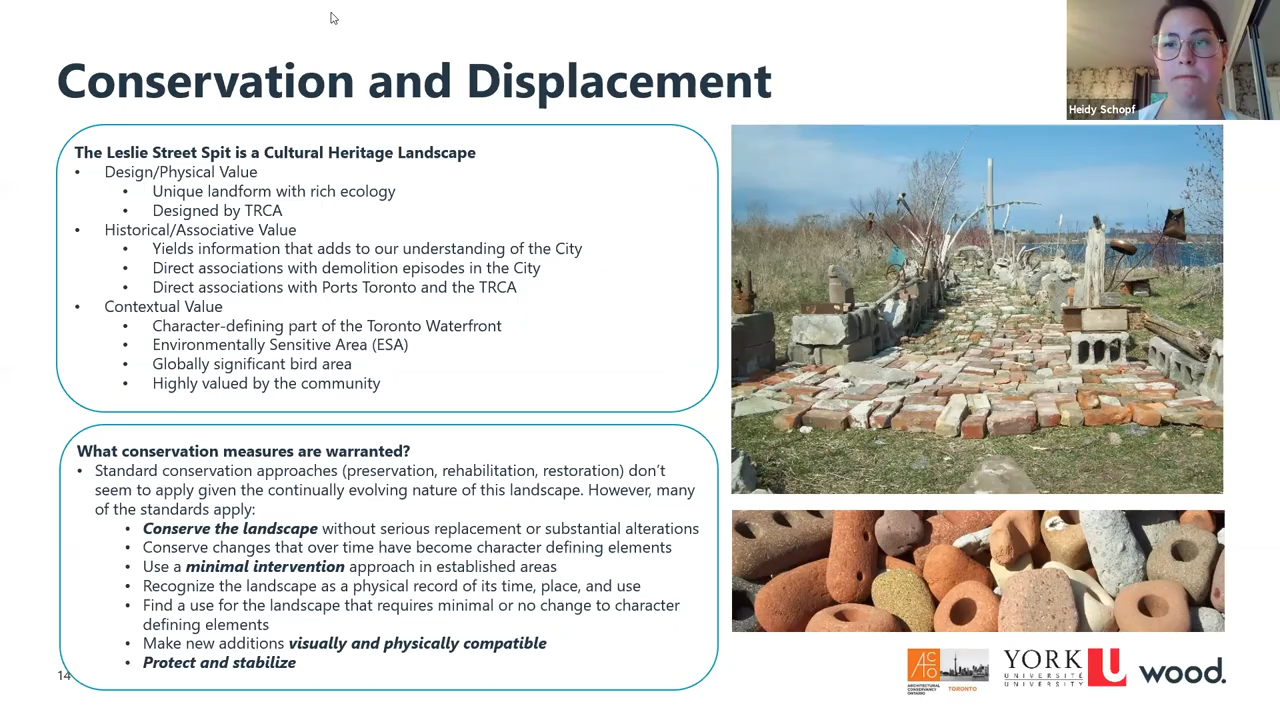 Conservation and Displacement
Heidy Schopf
The Leslie Street Spit is a Cultural Heritage Landscape
• Design/Physical Value
• Unique landform with rich ecology
• Designed by TRCA
• Historical/Associative Value
• Yields information that adds to our understanding of the City
• Direct associations with demolition episodes in the City
• Direct associations with Ports Toronto and the TRCA
• Contextual Value
• Character-defining part of the Toronto Waterfront
• Environmentally Sensitive Area (ESA)
• Globally significant bird area
• Highly valued by the community
What conservation measures are warranted?
• Standard conservation approaches (preservation, rehabilitation, restoration) don't
seem to apply given the continually evolving nature of this landscape. However, many
of the standards apply:
• Conserve the landscape without serious replacement or substantial alterations
• Conserve changes that over time have become character defining elements
• Use a minimal intervention approach in established areas
• Recognize the landscape as a physical record of its time, place, and use
• Find a use for the landscape that requires minimal or no change to character
defining elements
• Make new additions visually and physically compatible
• Protect and stabilize
14
ACO
ARCHITECTURAL
CONSERVANCY
ONTARIO
TORONTO
YORK U
UNIVERSITÉ
UNIVERSITY
wood.